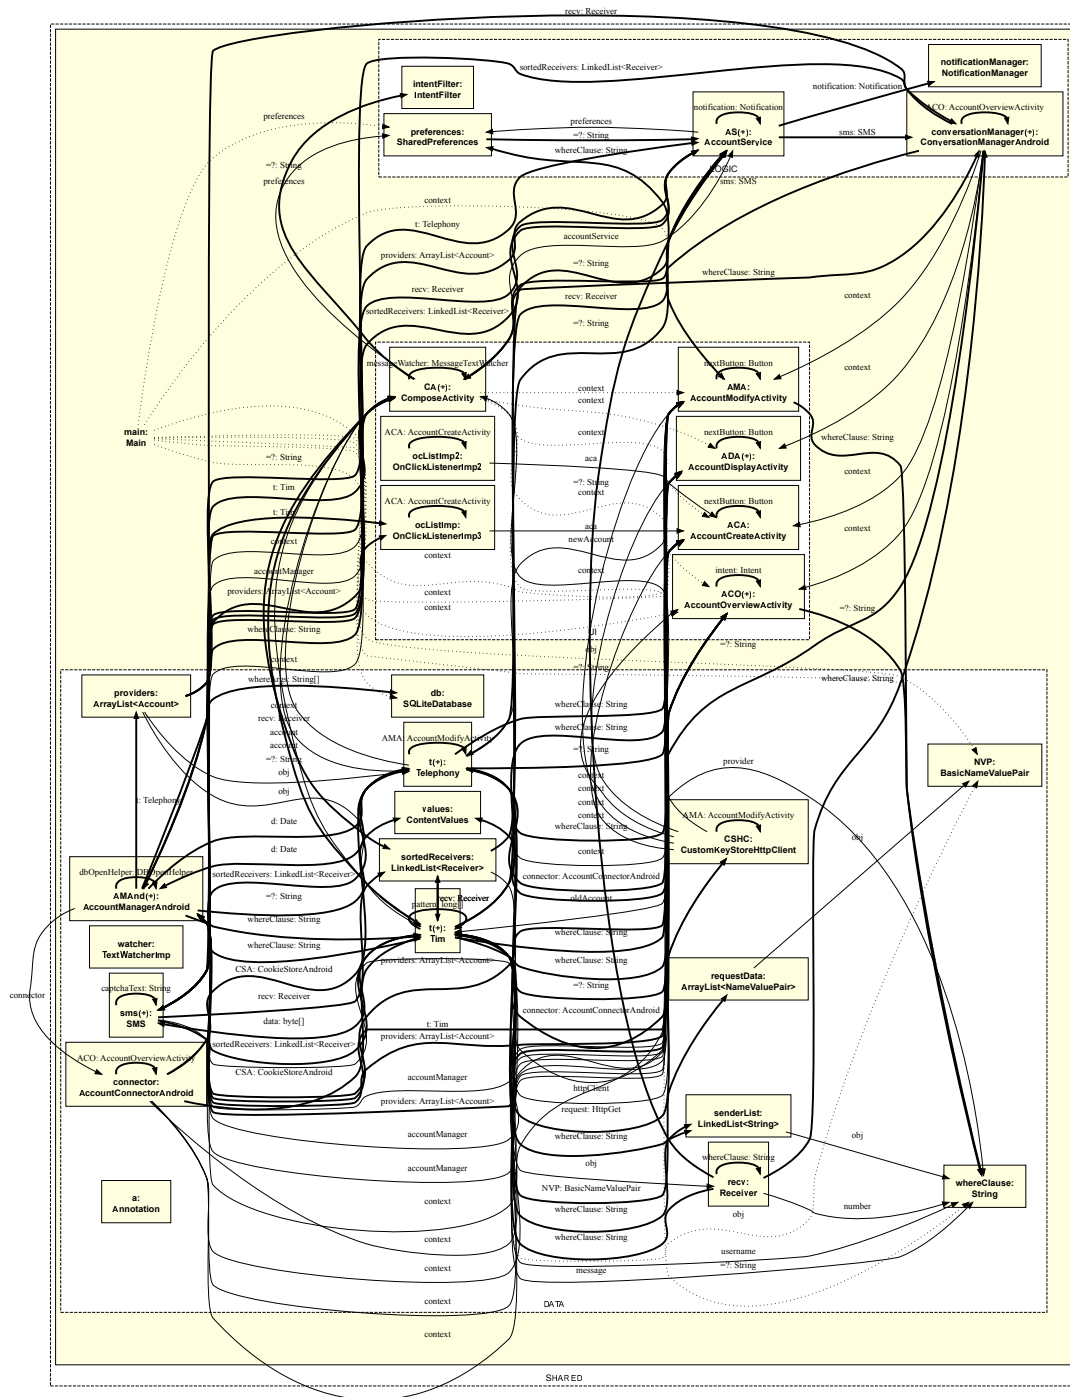 recv: Receiver
sortedReceivers: LinkedList<Receiver>
notificationManager:
NotificationManager
intentFilter:
IntentFilter
notification: Notification
notification: Notification
ACO: AccountOverviewActivity
preferences
preferences
preferences:
SharedPreferences
=?: String
AS(+):
AccountService
sms: SMS
conversationManager(+):
ConversationManagerAndroid
whereClause: String
=?: String
preferences
LOGIC
sms: SMS
context
t: Telephony
accountService
providers: ArrayList<Account>
=?: String
whereClause: String
recv: Receiver
recv: Receiver
context
sortedReceivers: LinkedList<Receiver>
=?: String
messageWatcher: MessageTextWatcher
nextButton: Button
context
CA(+):
ComposeActivity
context
context
AMA:
AccountModifyActivity
main:
Main
ACA: AccountCreateActivity
context
nextButton: Button
whereClause: String
ocListImp2:
OnClickListenerImp2
aca
ADA(+):
AccountDisplayActivity
=?: String
context
t: Tim
ACA: AccountCreateActivity
=?: String
context
nextButton: Button
t: Tim
ocListImp:
OnClickListenerImp3
aca
newAccount
ACA:
AccountCreateActivity
context
context
context
accountManager
context
intent: Intent
providers: ArrayList<Account>
context
context
ACO(+):
AccountOverviewActivity
=?: String
whereClause: String
UI
=?: String
context
obj
=?: String
whereArgs: String[]
whereClause: String
providers:
ArrayList<Account>
db:
SQLiteDatabase
context
recv: Receiver
account
account
=?: String
obj
whereClause: String
whereClause: String
AMA: AccountModifyActivity
=?: String
t(+):
Telephony
provider
NVP:
BasicNameValuePair
t: Telephony
obj
context
context
context
context
values:
ContentValues
AMA: AccountModifyActivity
d: Date
whereClause: String
CSHC:
CustomKeyStoreHttpClient
obj
d: Date
sortedReceivers:
LinkedList<Receiver>
context
dbOpenHelper: DBOpenHelper
sortedReceivers: LinkedList<Receiver>
connector: AccountConnectorAndroid
AMAnd(+):
AccountManagerAndroid
=?: String
recv: Receiver
oldAccount
pattern: long[]
whereClause: String
t(+):
Tim
whereClause: String
watcher:
TextWatcherImp
whereClause: String
providers: ArrayList<Account>
whereClause: String
CSA: CookieStoreAndroid
requestData:
ArrayList<NameValuePair>
captchaText: String
=?: String
connector
recv: Receiver
sms(+):
SMS
data: byte[]
t: Tim
connector: AccountConnectorAndroid
sortedReceivers: LinkedList<Receiver>
providers: ArrayList<Account>
ACO: AccountOverviewActivity
CSA: CookieStoreAndroid
accountManager
httpClient
connector:
AccountConnectorAndroid
providers: ArrayList<Account>
request: HttpGet
senderList:
LinkedList<String>
accountManager
whereClause: String
obj
accountManager
obj
whereClause: String
a:
Annotation
context
NVP: BasicNameValuePair
recv:
Receiver
whereClause:
String
whereClause: String
obj
number
context
whereClause: String
username
context
message
=?: String
context
DATA
context
SHARED